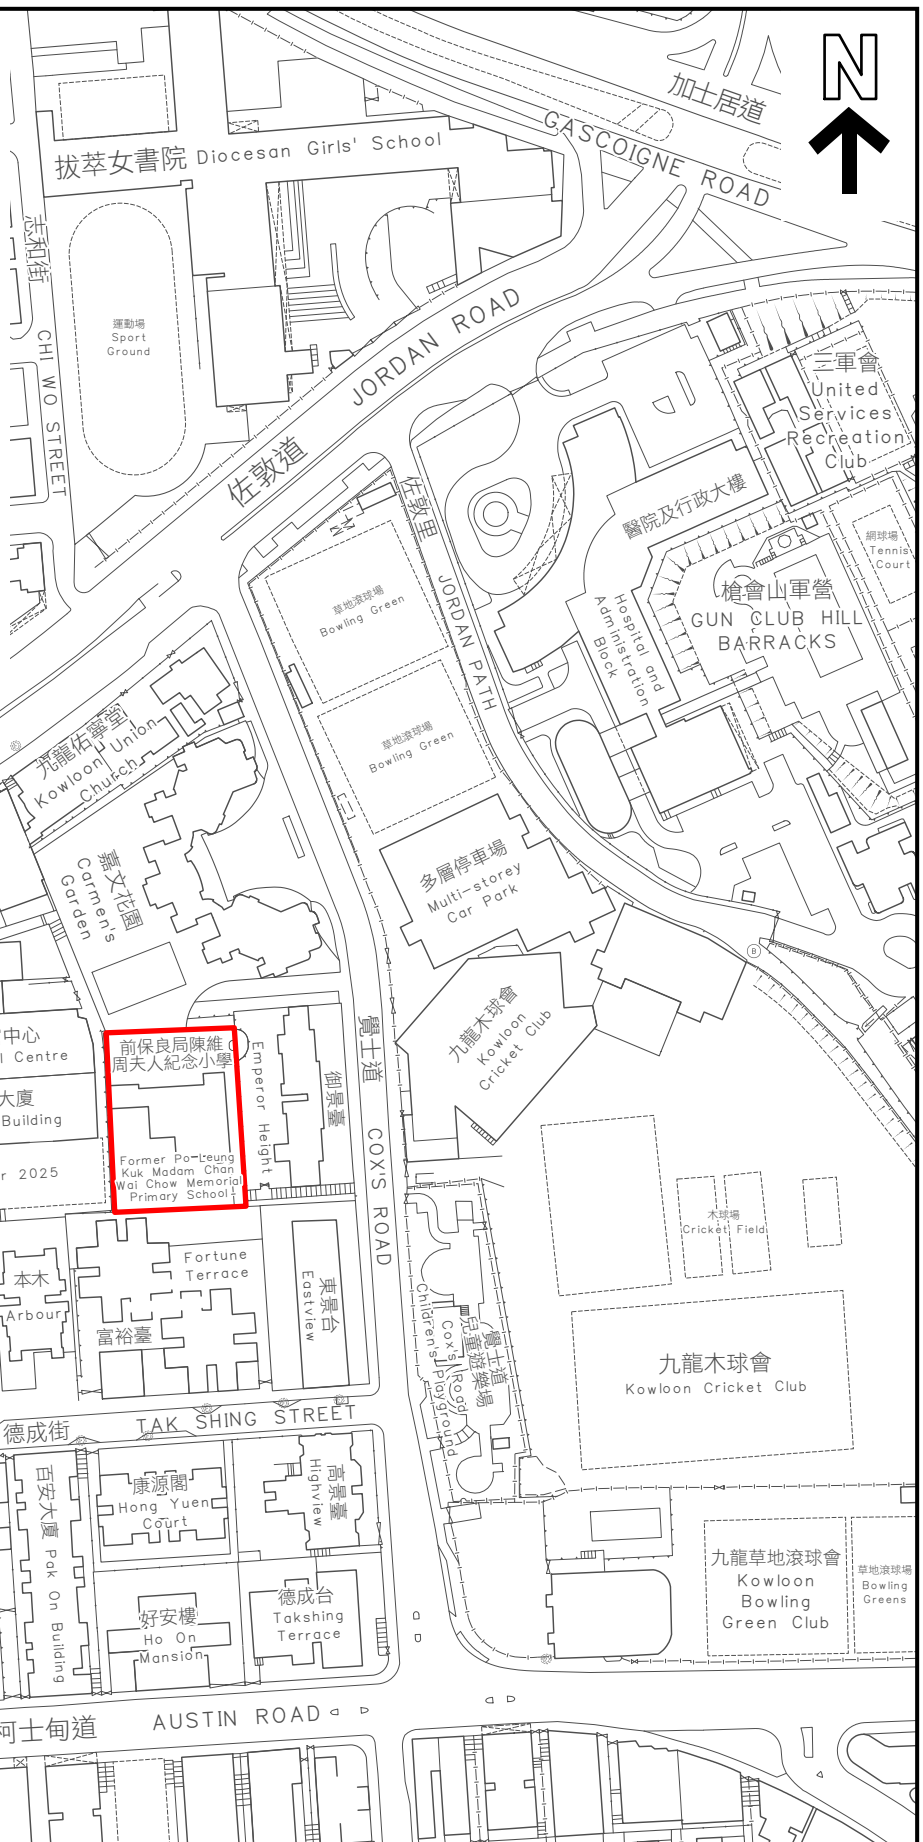 N
加士居道
GASCOIGNE ROAD
拔萃女書院 Diocesan Girls' School
志和街
CHI WO STREET
運動場
Sport
Ground
JORDAN ROAD
佐敦道
三軍會
United
Services
Recreation
Club
佐敦里
JORDAN PATH
醫院及行政大樓
Hospital and
Administration
Block
網球場
Tennis
Court
槍會山軍營
GUN CLUB HILL
BARRACKS
草地滾球場
Bowling Green
草地滾球場
Bowling Green
九龍佑寧堂
Kowloon Union
Church
嘉文花園
Carmen's
Garden
多層停車場
Multi-storey
Car Park
B
九龍木球會
Kowloon
Cricket Club
中心
l Centre
大廈
Building
r 2025
前保良局陳維
周夫人紀念小學
Former Po Leung
Kuk Madam Chan
Wai Chow Memorial
Primary School
Emperor Height
御景臺
覺士道
COX'S ROAD
木球場
Cricket Field
本木
Arbour
Fortune
Terrace
富裕臺
東景台
Eastview
覺士道
兒童遊樂場
Cox's Road
Children's Playground
九龍木球會
Kowloon Cricket Club
德成街
TAK SHING STREET
百安大廈 Pak On Building
康源閣
Hong Yuen
Court
高景臺
Highview
好安樓
Ho On
Mansion
德成台
Takshing
Terrace
九龍草地滾球會
Kowloon
Bowling
Green Club
草地滾球場
Bowling
Greens
柯士甸道
AUSTIN ROAD